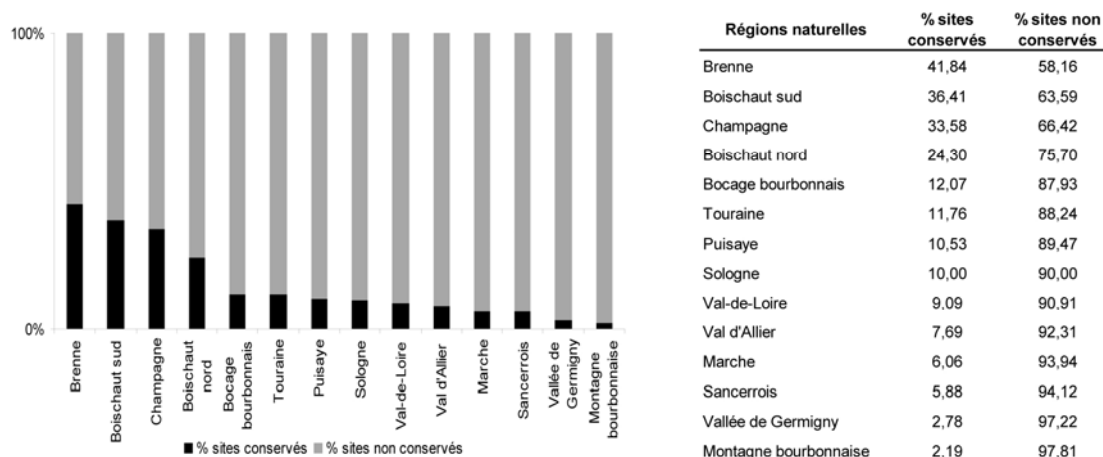 100%
0%
Brenne
Boischaut sud
Champagne
Boischaut
nord
Bocage
bourbonnais
Touraine
Puisaye
Sologne
Val-de-Loire
Val d'Allier
Marche
Sancerrois
Vallée de
Germigny
Montagne
bourbonnaise
% sites conservés % sites non conservés
Régions naturelles % sites conservés % sites non conservés
Brenne 41,84 58,16
Boischaut sud 36,41 63,59
Champagne 33,58 66,42
Boischaut nord 24,30 75,70
Bocage bourbonnais 12,07 87,93
Touraine 11,76 88,24
Puisaye 10,53 89,47
Sologne 10,00 90,00
Val-de-Loire 9,09 90,91
Val d'Allier 7,69 92,31
Marche 6,06 93,94
Sancerrois 5,88 94,12
Vallée de Germigny 2,78 97,22
Montagne bourbonnaise 2,19 97,81